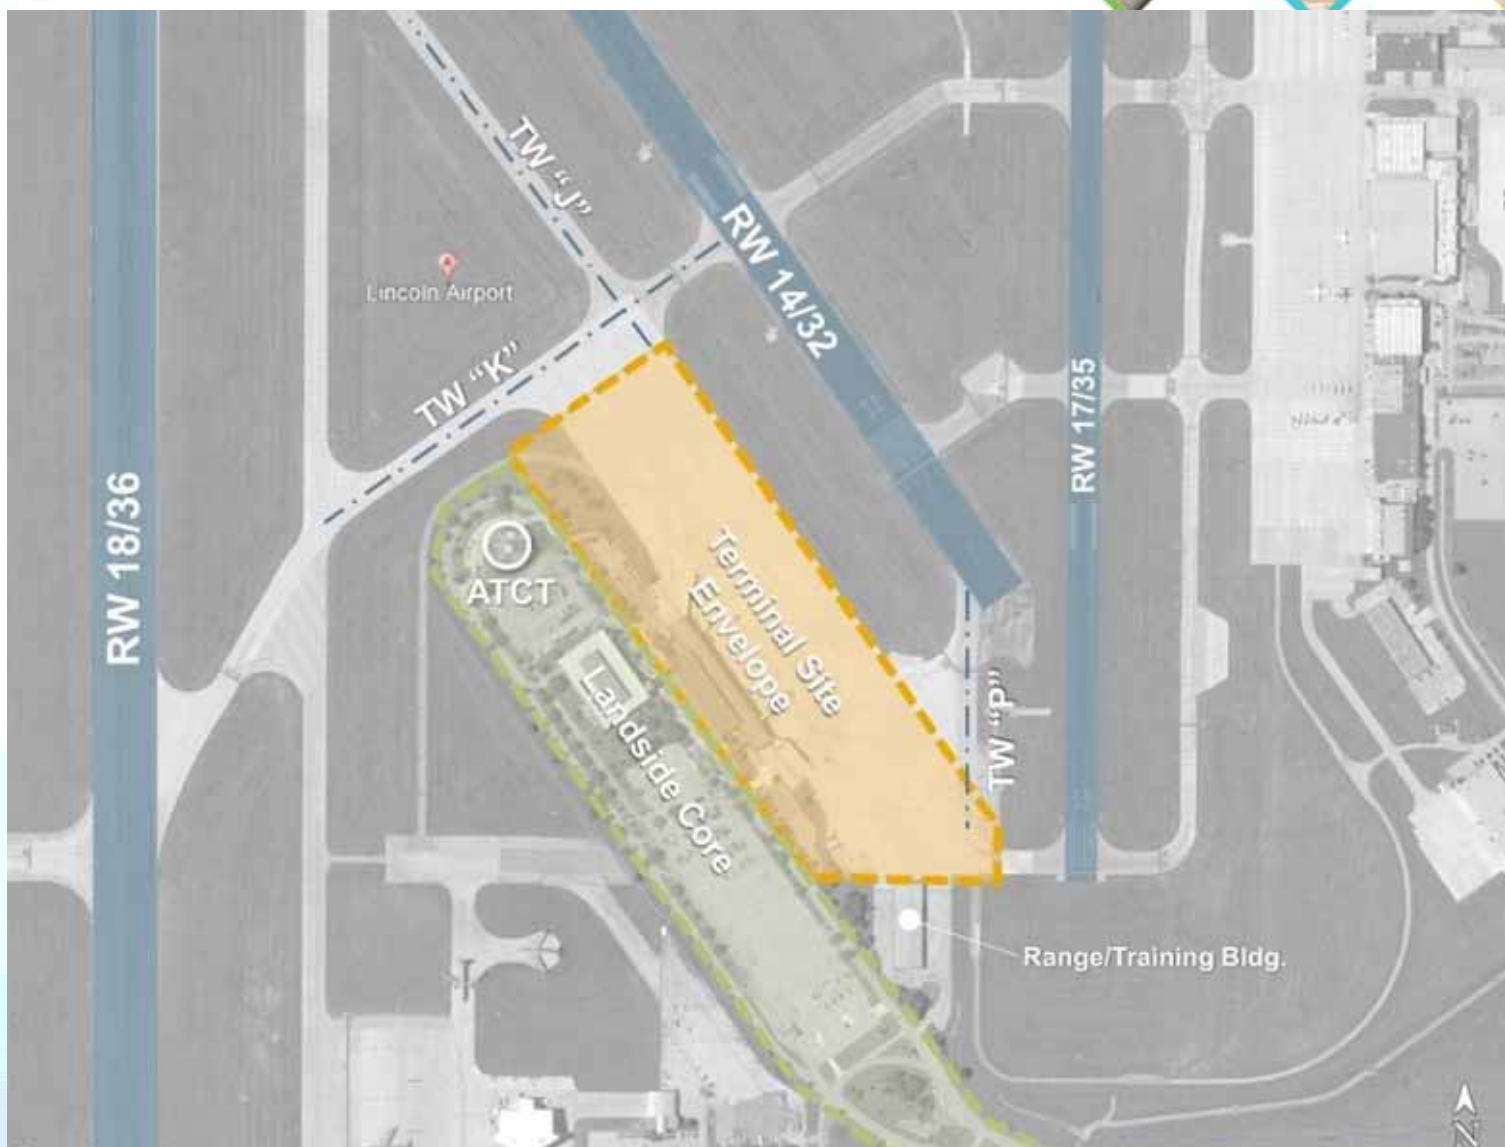 TW "J"
RW 14/32
Lincoln Airport
TW "K"
RW 17/35
RW 18/36
ATCT
Terminal Site
Envelope
Landside Core
TW "P"
Range/Training Bldg.
N